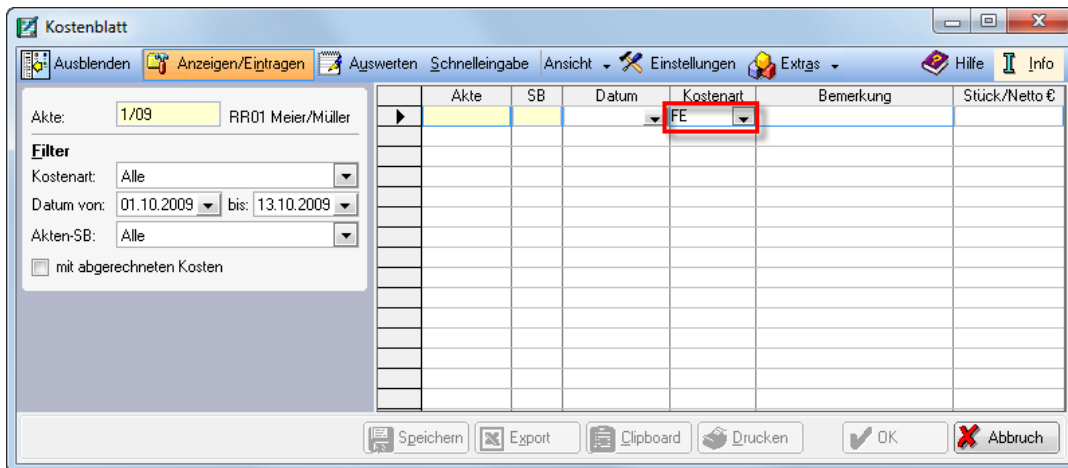 Kostenblatt
Ausblenden Anzeigen/Eintragen Auswerten Schnelleingabe Ansicht Einstellungen Extras Hilfe Info
Akte: 1/09 RR01 Meier/Müller
Filter
Kostenart: Alle
Datum von: 01.10.2009 bis: 13.10.2009
Akten-SB: Alle
mit abgerechneten Kosten
Akte SB Datum Kostenart Bemerkung Stück/Netto €
FE
Speichern Export Clipboard Drucken OK Abbruch